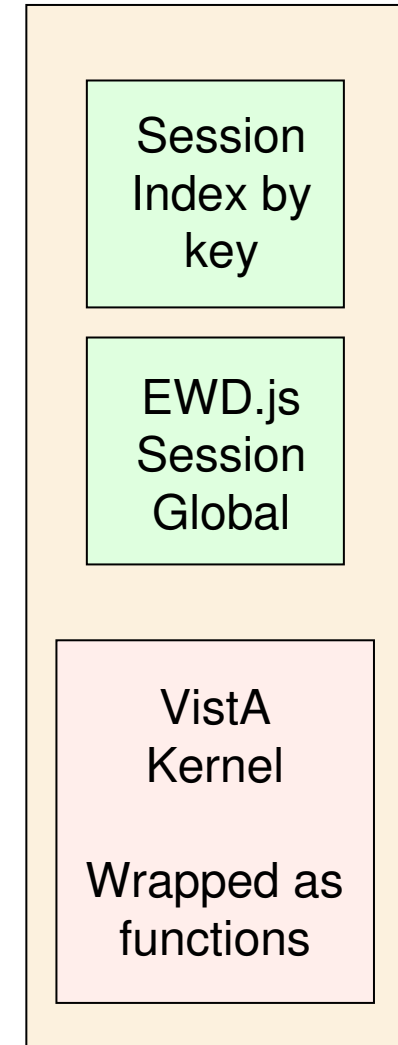 Session
Index by
key
EWD.js
Session
Global
VistA
Kernel
Wrapped as
functions